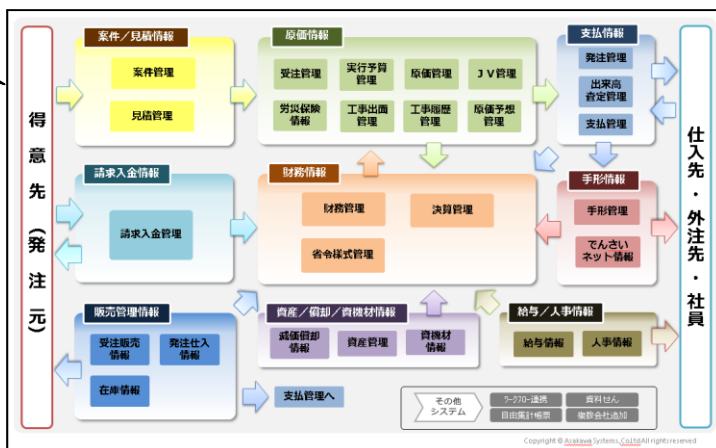 得意先（発注元）
案件／見積情報
案件管理
見積管理
原価情報
受注管理
実行予算
管理
原価管理
ＪＶ管理
労災保険
情報
工事出面
管理
工事履歴
管理
原価予想
管理
支払情報
発注管理
出来高
査定管理
支払管理
仕入先・外注先・社員
請求入金情報
請求入金管理
財務情報
財務管理
決算管理
省令様式管理
手形情報
手形管理
でんさい
ネット情報
販売管理情報
受注販売
情報
発注仕入
情報
在庫情報
資産／償却／資機材情報
減価償却
情報
資産管理
資機材
情報
給与／人事情報
給与情報
人事情報
支払管理へ
その他
システム
ワークフロー連携
資料せん
自由集計帳票
複数会社追加
Copyright © Arakawa Systems,Co.Ltd All rights reserved